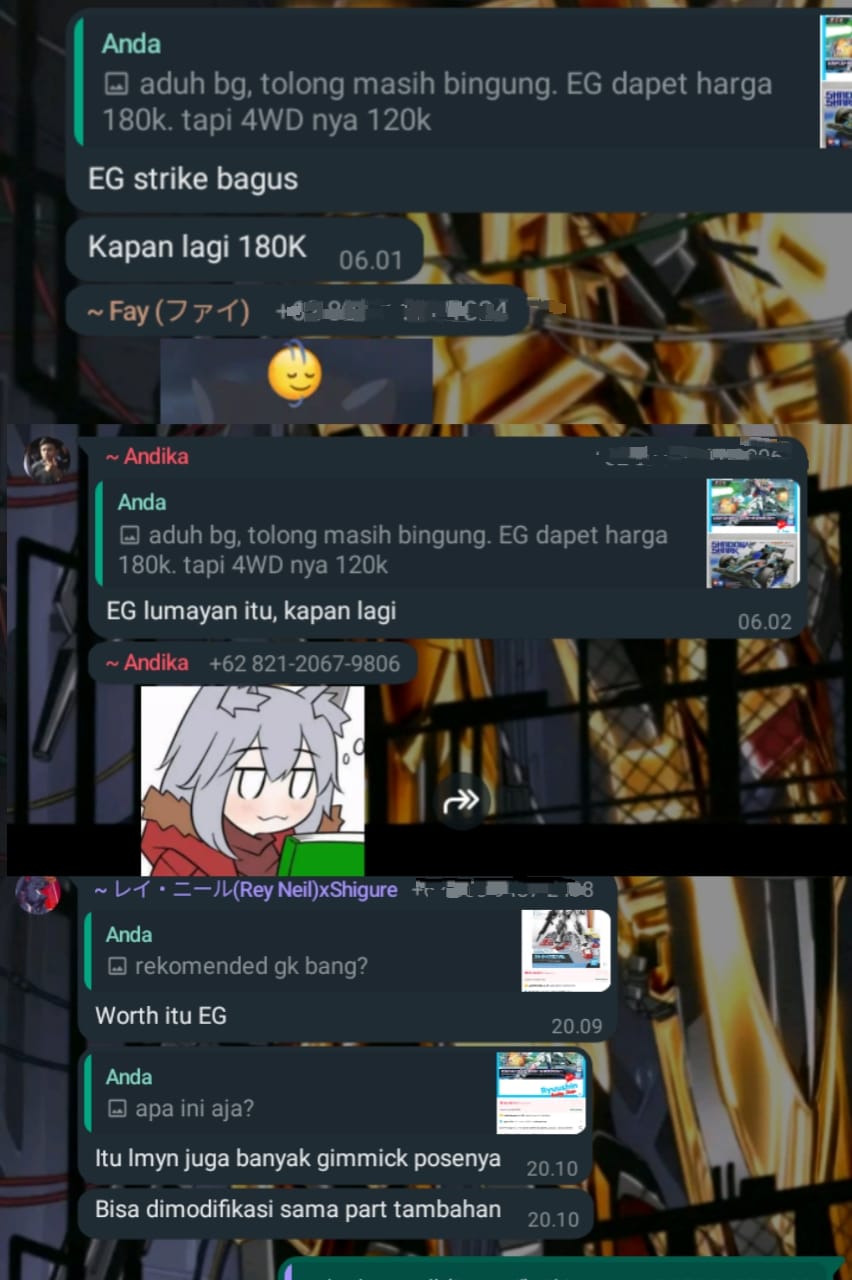 Anda
aduh bg, tolong masih bingung. EG dapet harga
180k. tapi 4WD nya 120k
EG strike bagus
Kapan lagi 180K
06.01
~ Fay (ファイ)
~ Andika
Anda
aduh bg, tolong masih bingung. EG dapet harga
180k. tapi 4WD nya 120k
SHADOW
SHARK
EG lumayan itu, kapan lagi
06.02
~ Andika +62 821-2067-9806
~ レイ・ニール(Rey Neil)xShigure
Anda
rekomended gk bang?
Worth itu EG
20.09
Anda
apa ini aja?
Ryuushin
Itu lmyn juga banyak gimmick posenya
20.10
Bisa dimodifikasi sama part tambahan
20.10